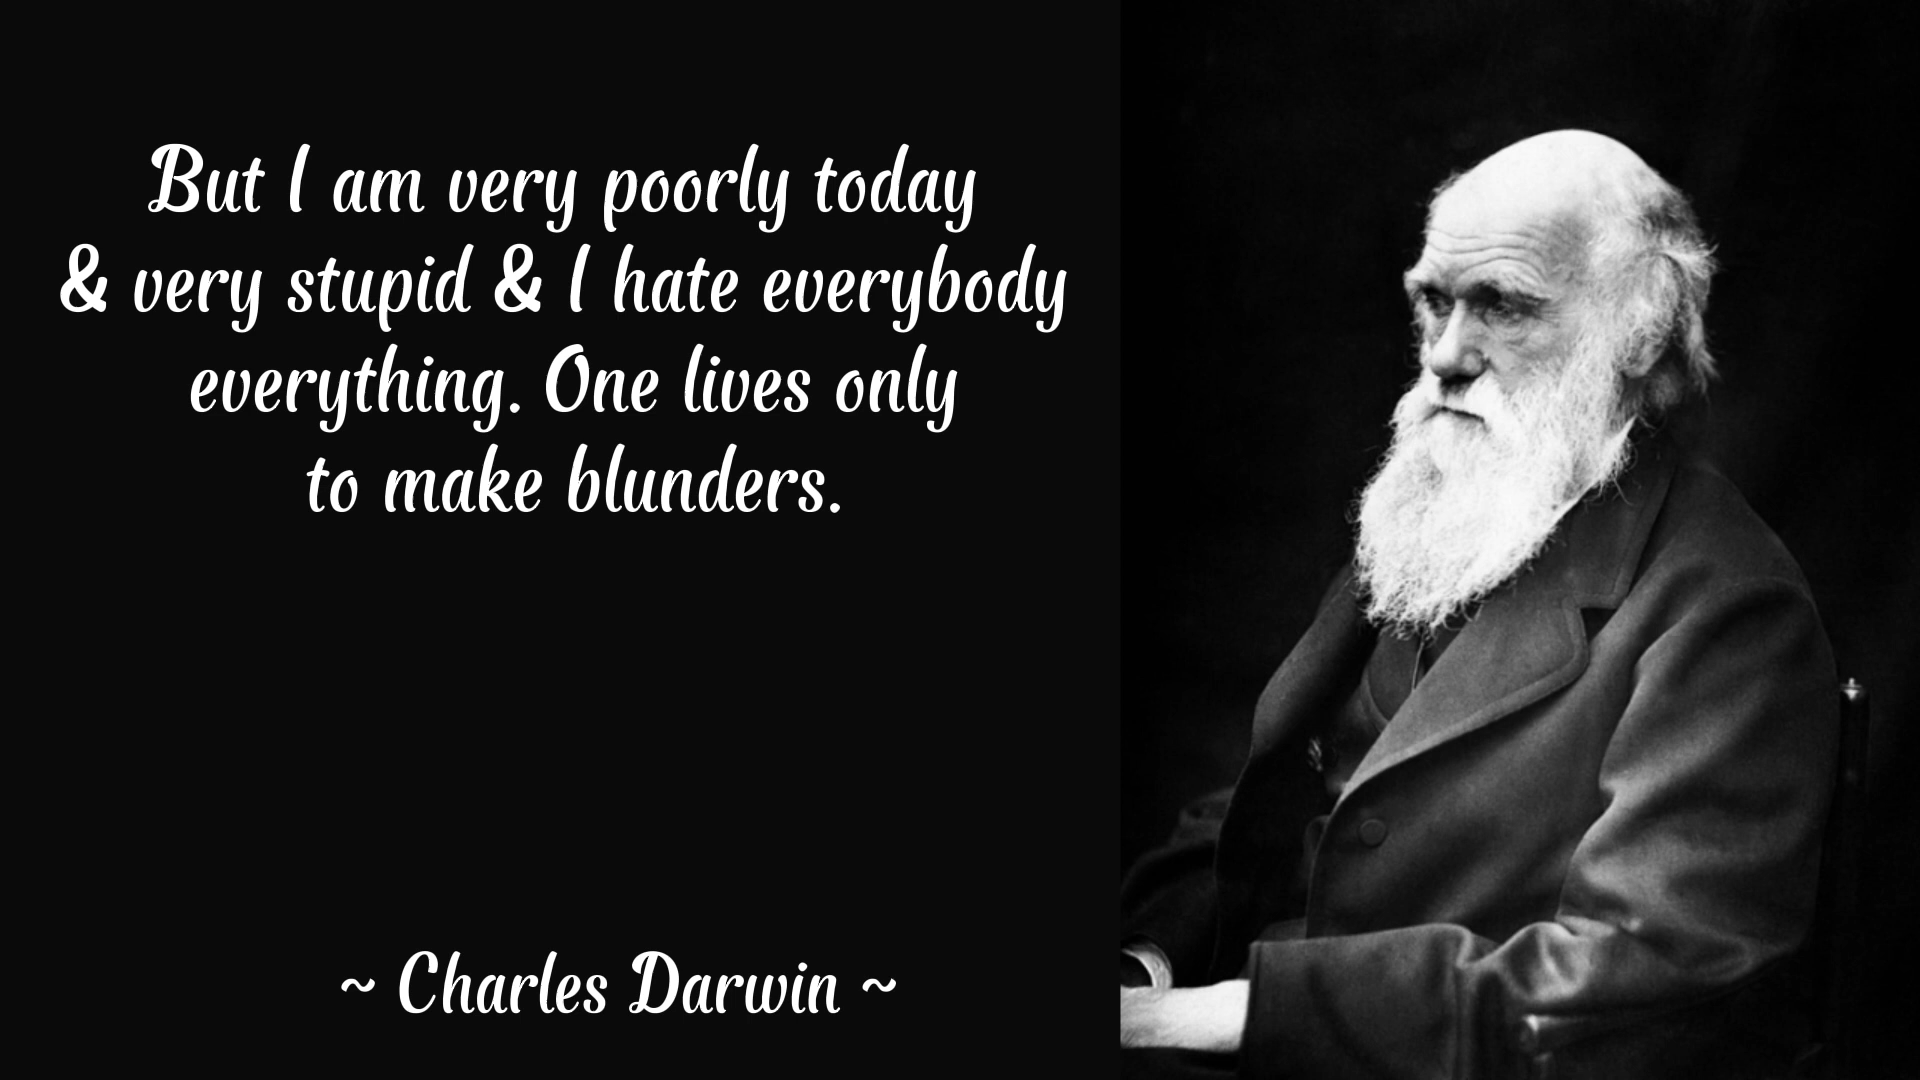 But I am very poorly today
& very stupid & I hate everybody
everything. One lives only
to make blunders.
~ Charles Darwin ~